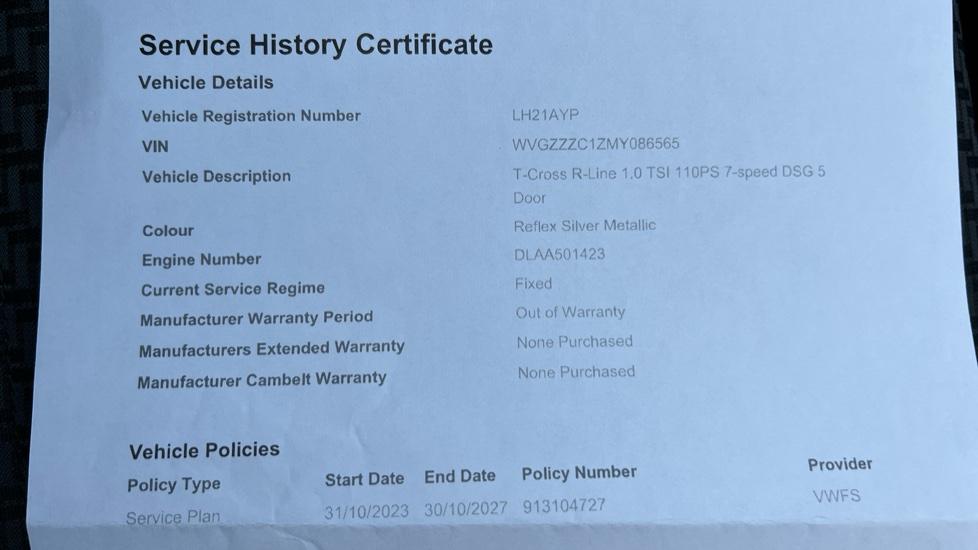 Service History Certificate
Vehicle Details
Vehicle Registration Number LH21AYP
VIN WVGZZZC1ZMY086565
Vehicle Description T-Cross R-Line 1.0 TSI 110PS 7-speed DSG 5
Door
Colour Reflex Silver Metallic
Engine Number DLAA501423
Current Service Regime Fixed
Manufacturer Warranty Period Out of Warranty
Manufacturers Extended Warranty None Purchased
Manufacturer Cambelt Warranty None Purchased
Vehicle Policies
Policy Type Start Date End Date Policy Number Provider
Service Plan 31/10/2023 30/10/2027 913104727 VWFS